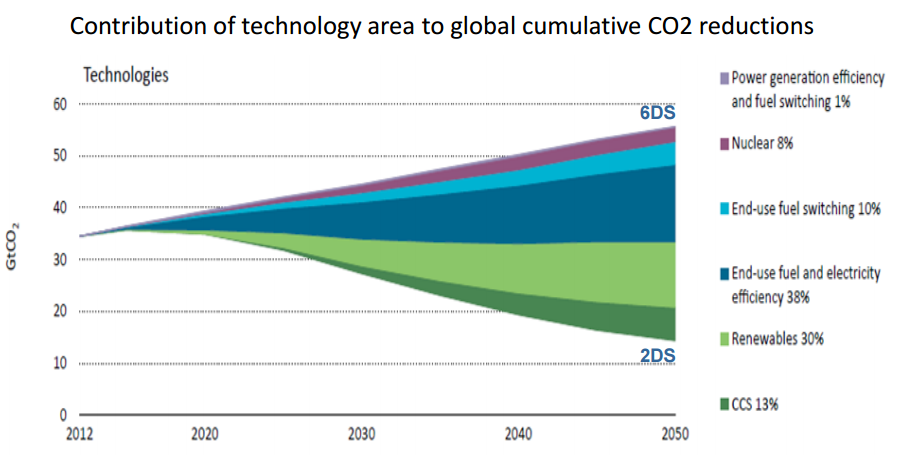 Contribution of technology area to global cumulative CO2 reductions
Technologies
GtCO₂
60
50
40
30
20
10
0
2012
2020
2030
2040
2050
6DS
2DS
Power generation efficiency
and fuel switching 1%
Nuclear 8%
End-use fuel switching 10%
End-use fuel and electricity
efficiency 38%
Renewables 30%
CCS 13%